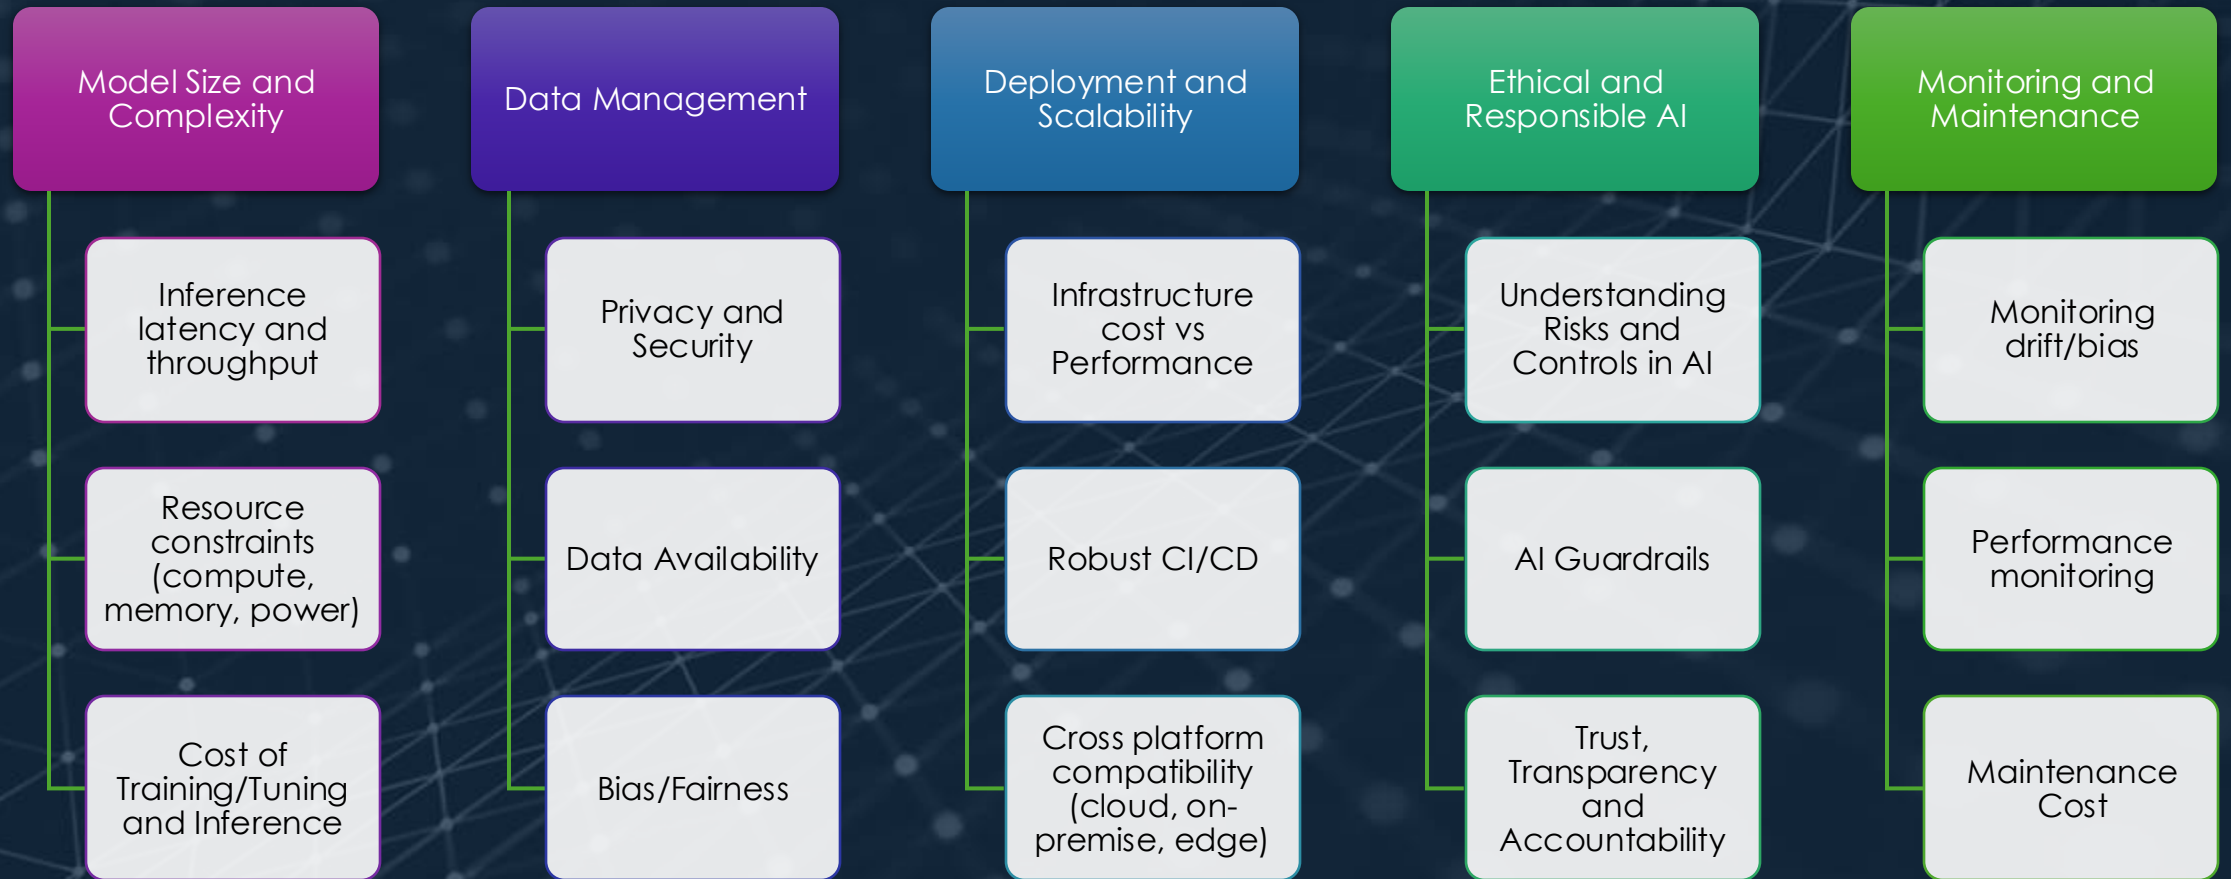 Model Size and
Complexity
Inference
latency and
throughput
Resource
constraints
(compute,
memory, power)
Cost of
Training/Tuning
and Inference
Data Management
Privacy and
Security
Data Availability
Bias/Fairness
Deployment and
Scalability
Infrastructure
cost vs
Performance
Robust CI/CD
Cross platform
compatibility
(cloud, on-
premise, edge)
Ethical and
Responsible AI
Understanding
Risks and
Controls in AI
AI Guardrails
Trust,
Transparency
and
Accountability
Monitoring and
Maintenance
Monitoring
drift/bias
Performance
monitoring
Maintenance
Cost